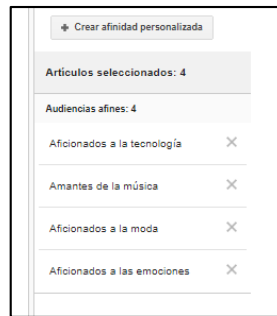 + Crear afinidad personalizada
Artículos seleccionados: 4
Audiencias afines: 4
Aficionados a la tecnología
Amantes de la música
Aficionados a la moda
Aficionados a las emociones